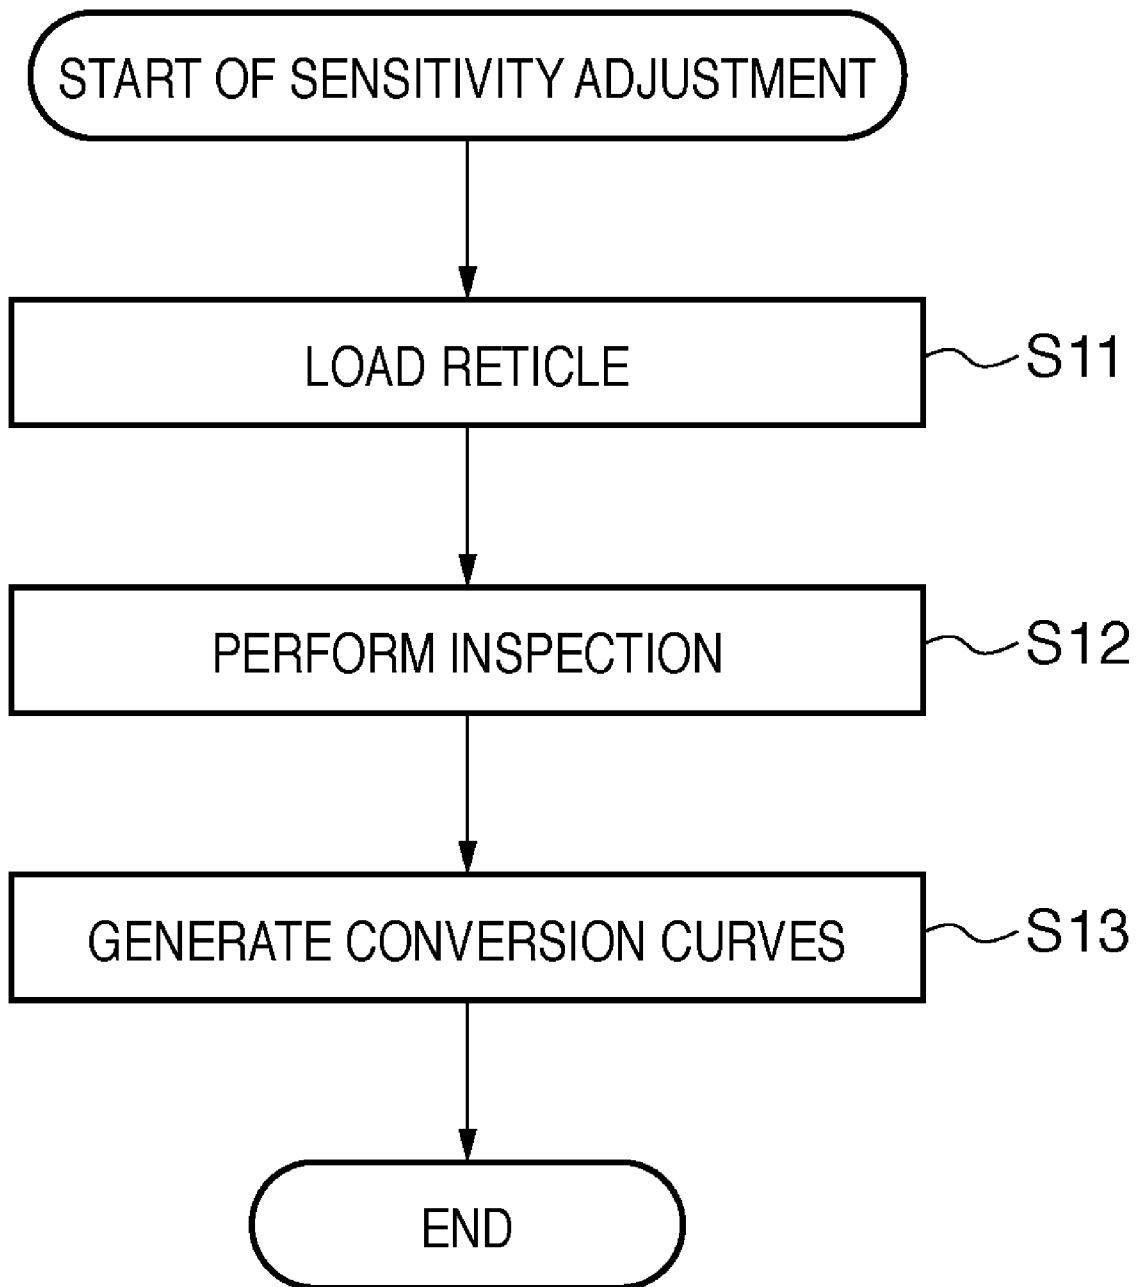 START OF SENSITIVITY ADJUSTMENT
LOAD RETICLE
S11
PERFORM INSPECTION
S12
GENERATE CONVERSION CURVES
S13
END